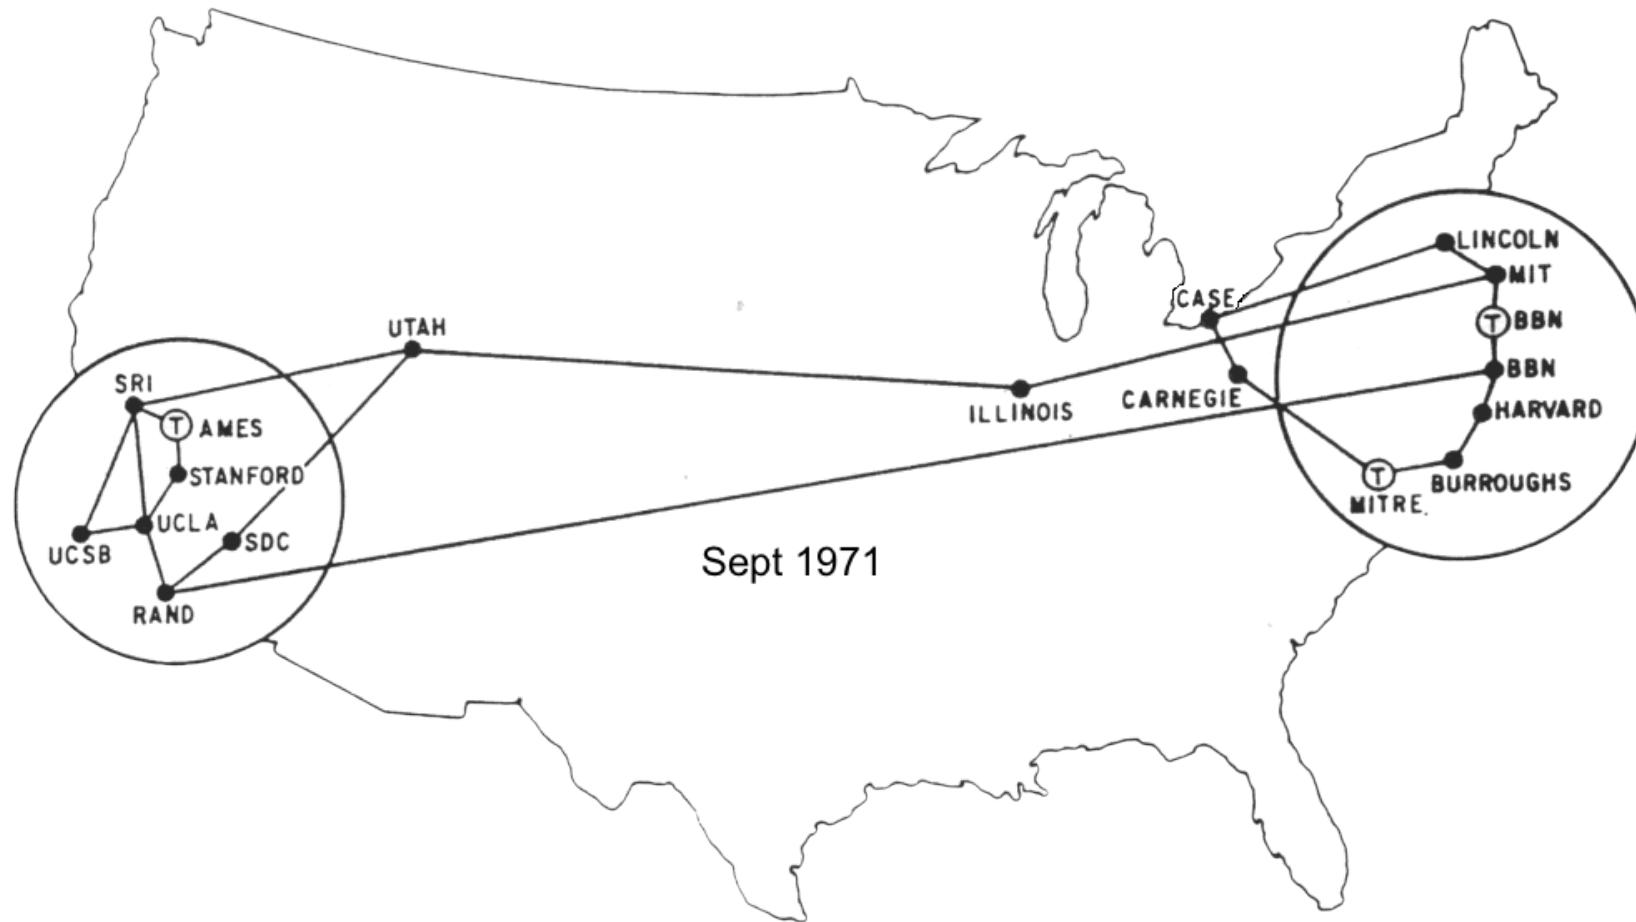 LINCOLN
MIT
CASE
T BBN
UTAH
BBN
SRI
ILLINOIS
CARNEGIE
HARVARD
T AMES
STANFORD
T
BURROUGHS
MITRE.
UCLA
SDC
UCSB
Sept 1971
RAND